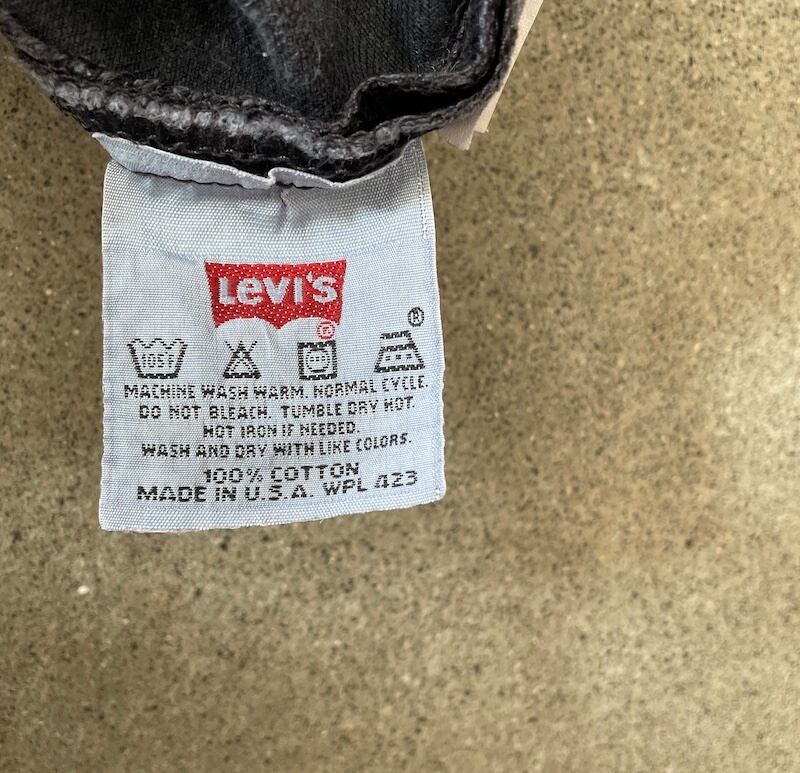 LEVI'S
®
®
105F
MACHINE WASH WARM. NORMAL CYCLE.
DO NOT BLEACH. TUMBLE DRY HOT.
HOT IRON IF NEEDED.
WASH AND DRY WITH LIKE COLORS.
100% COTTON
MADE IN U.S.A. WPL 423